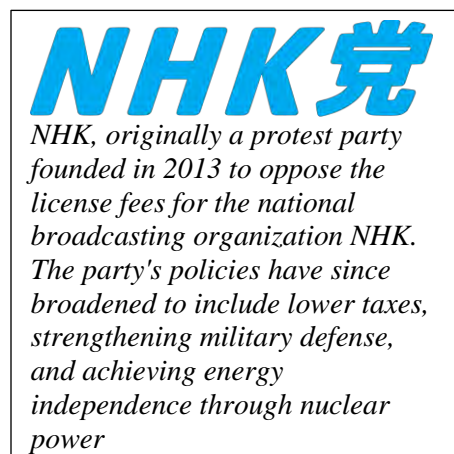 NHK党
NHK, originally a protest party
founded in 2013 to oppose the
license fees for the national
broadcasting organization NHK.
The party's policies have since
broadened to include lower taxes,
strengthening military defense,
and achieving energy
independence through nuclear
power